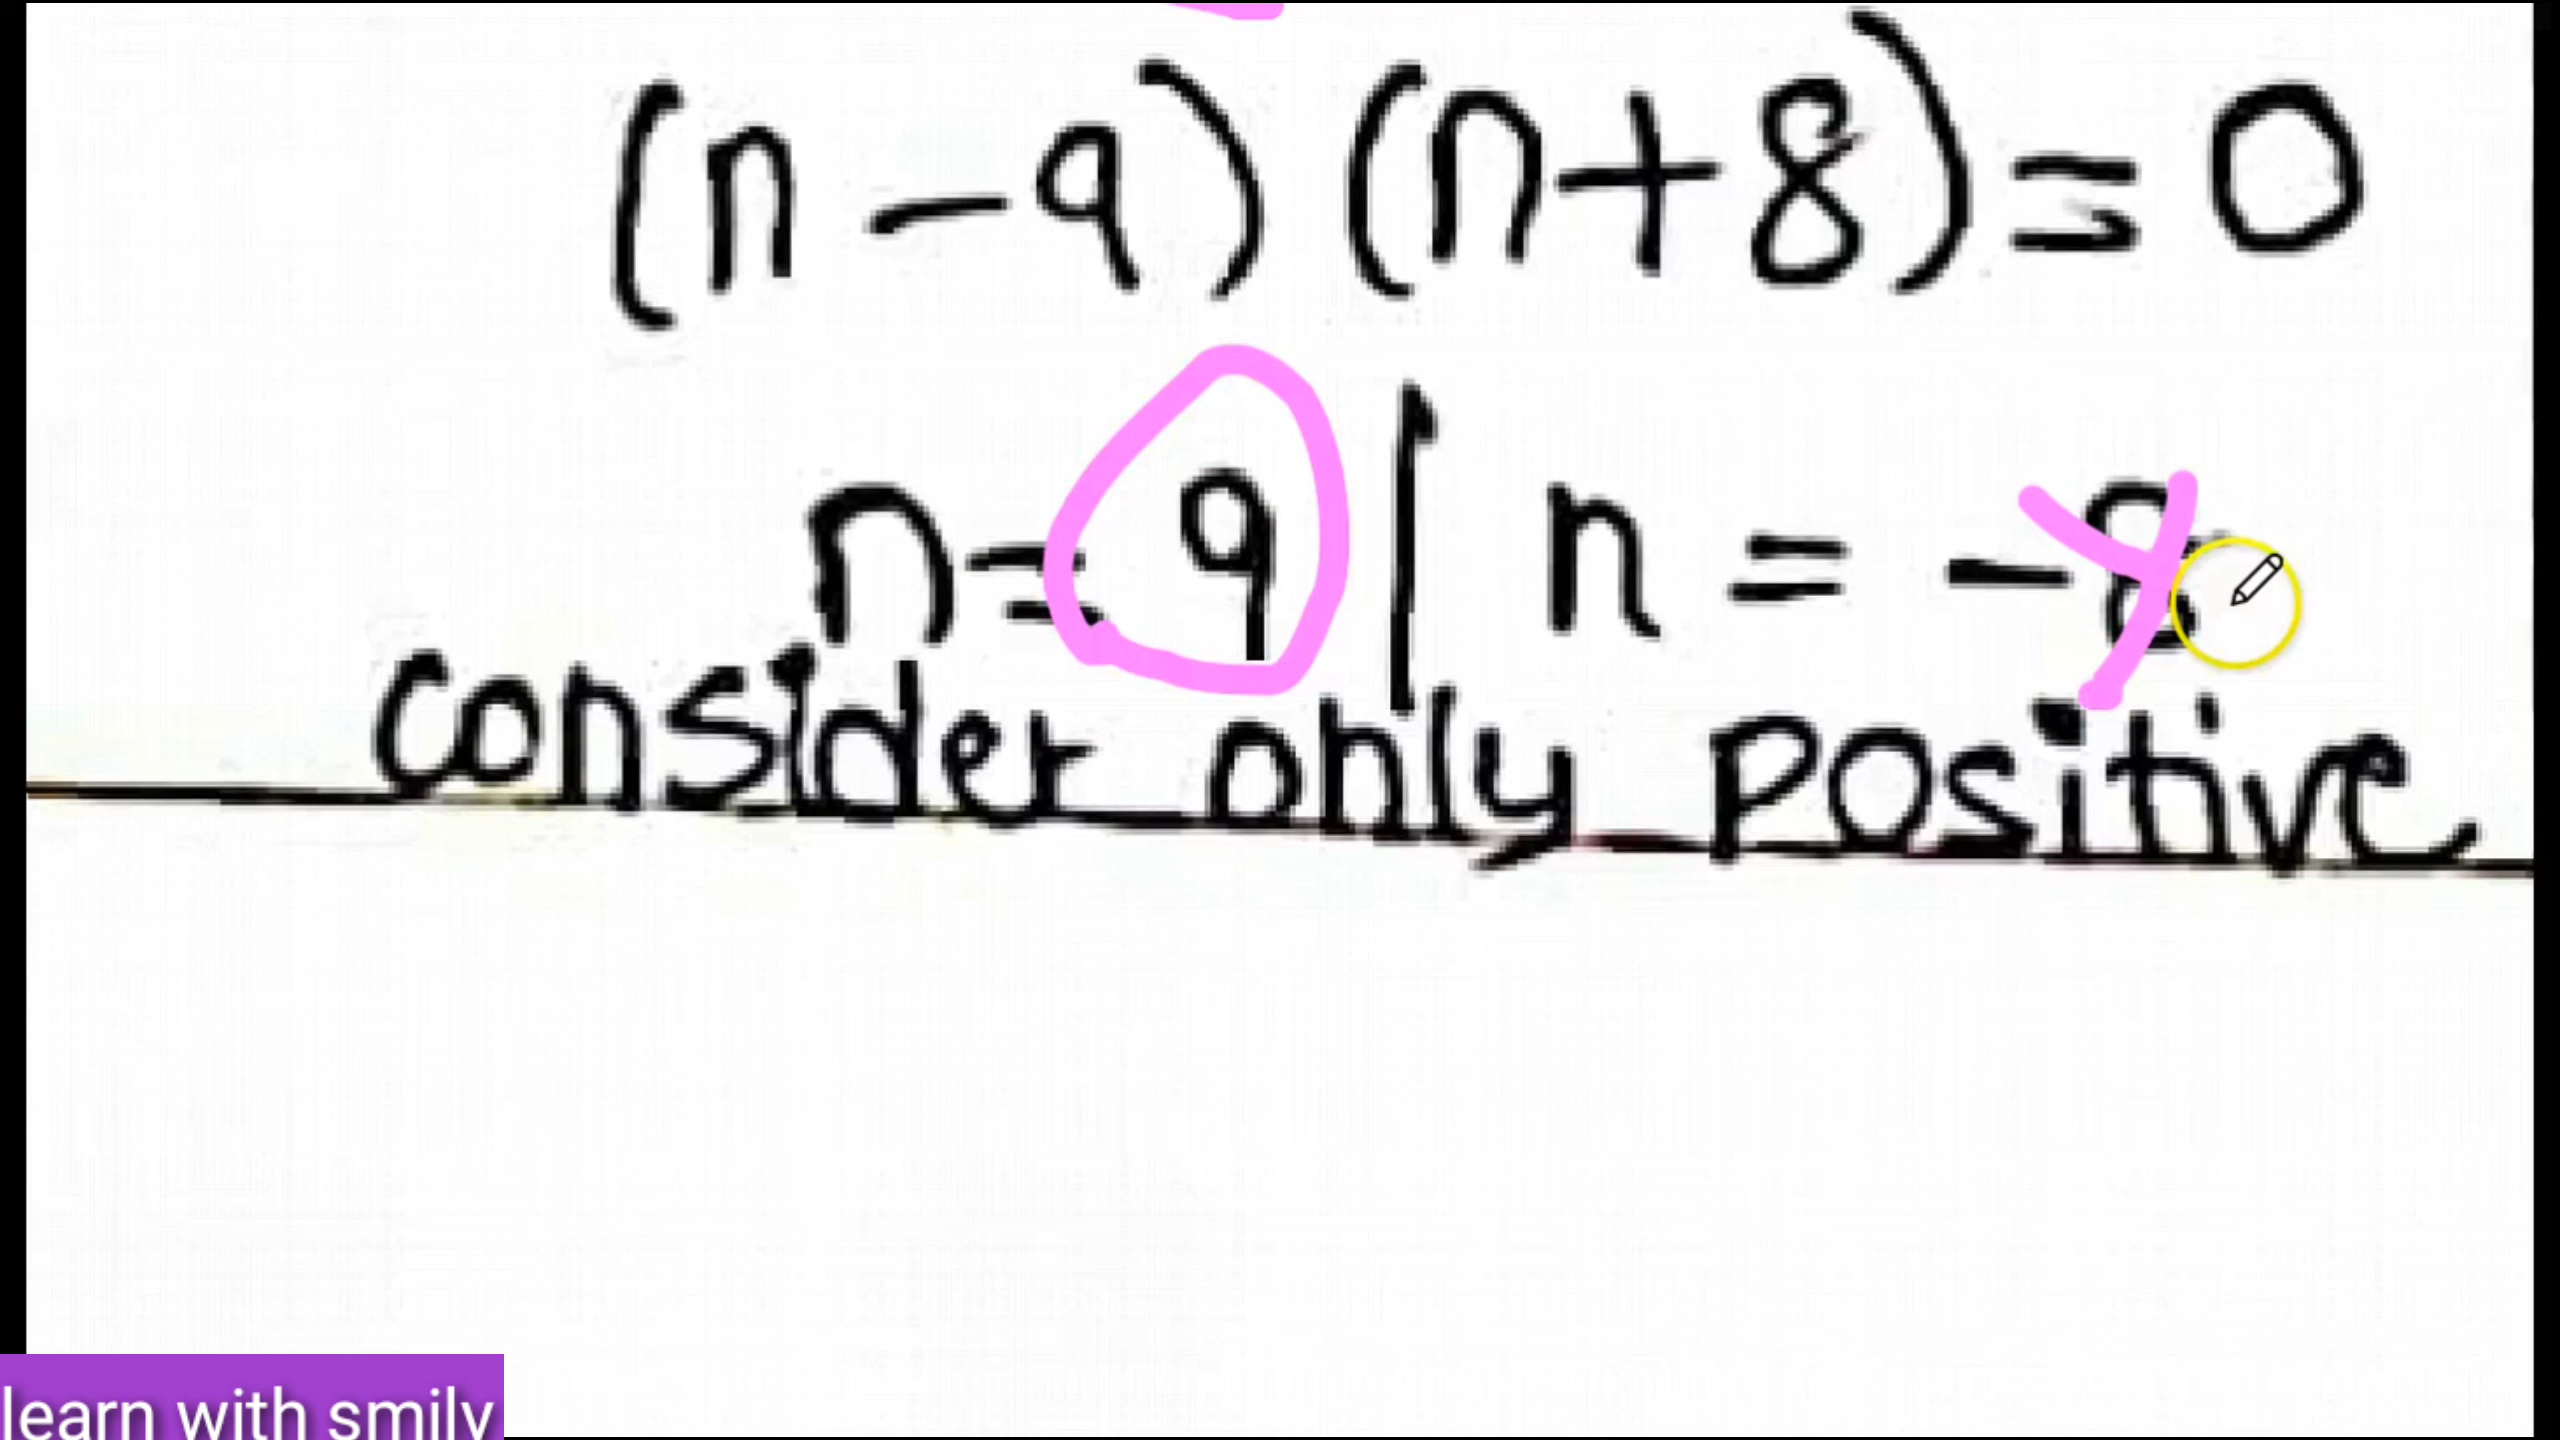 (n-9) (n+8) = 0
n = 9 | n = -8
consider only positive
learn with smily